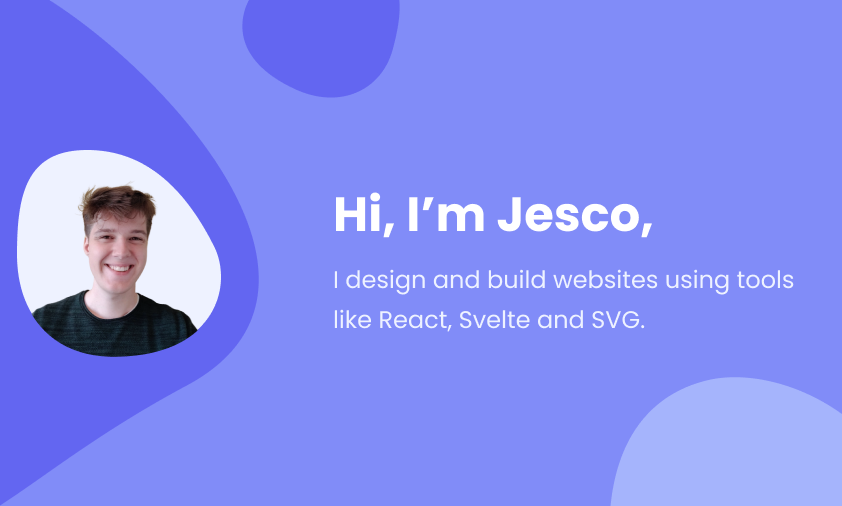 Hi, I’m Jesco,
I design and build websites using tools
like React, Svelte and SVG.